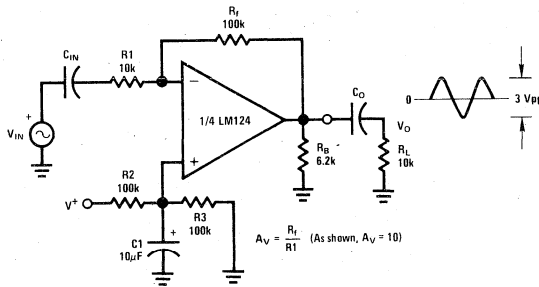 Rf
100k
CIN
R1
10k
+
VIN
−
1/4 LM124
+
CO
VO
0
3 Vpp
RB
6.2k
RL
10k
R2
100k
V+
R3
100k
C1
10μF
+
AV = Rf/R1 (As shown, AV = 10)